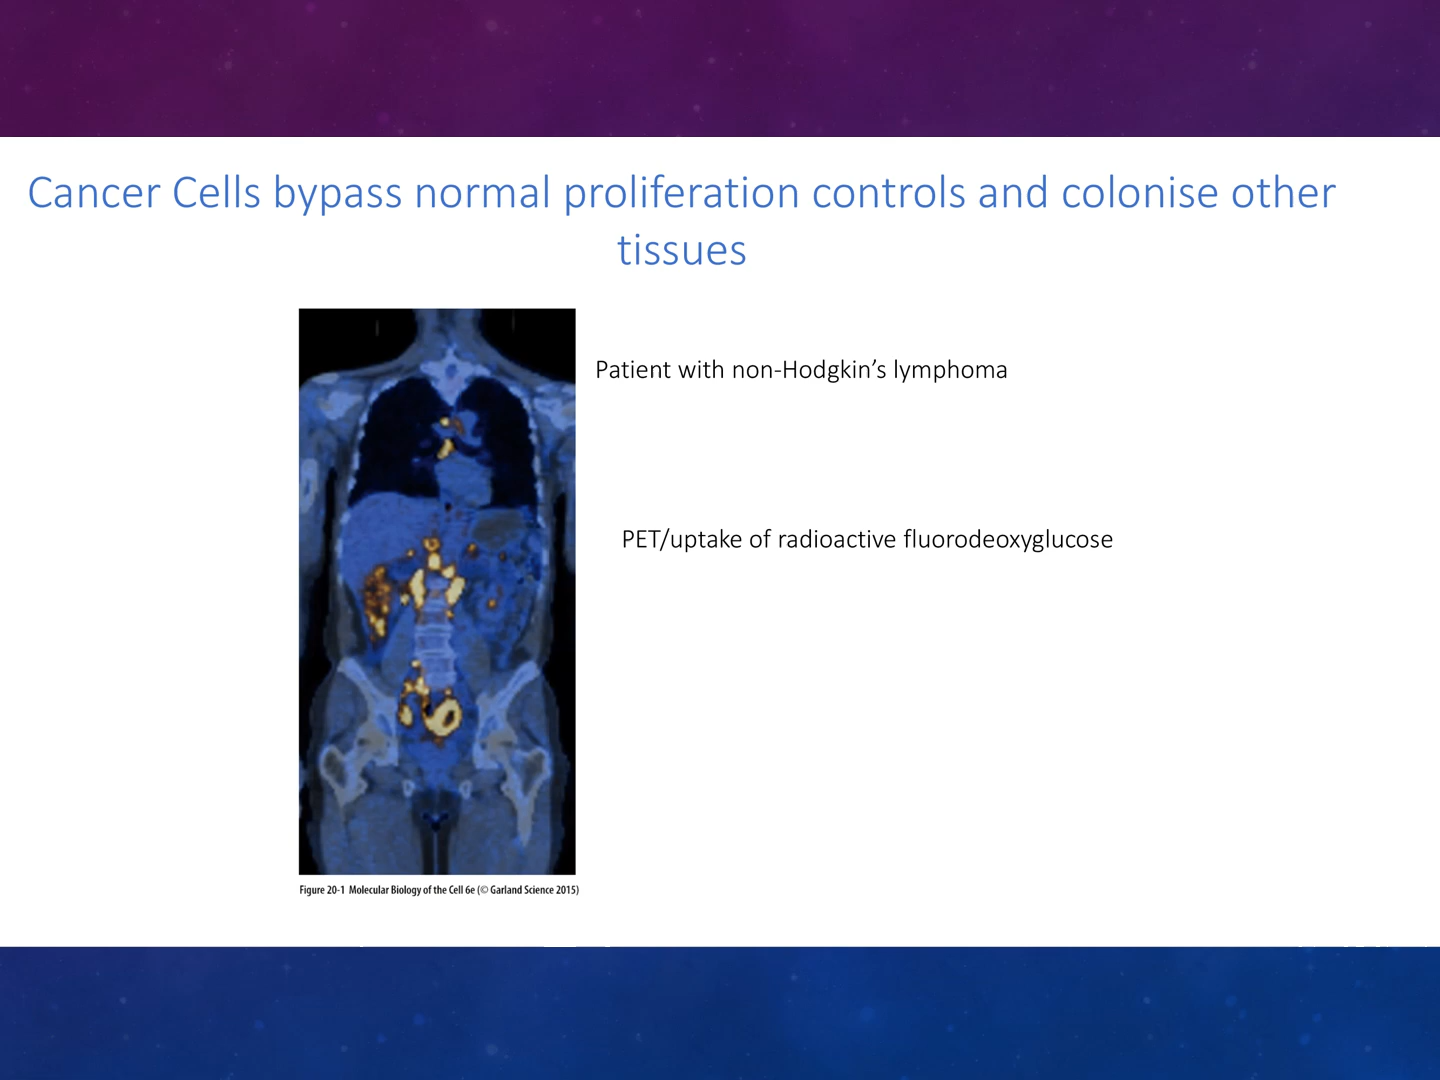 Cancer Cells bypass normal proliferation controls and colonise other
tissues
Patient with non-Hodgkin’s lymphoma
PET/uptake of radioactive fluorodeoxyglucose
Figure 20-1 Molecular Biology of the Cell 6e (© Garland Science 2015)